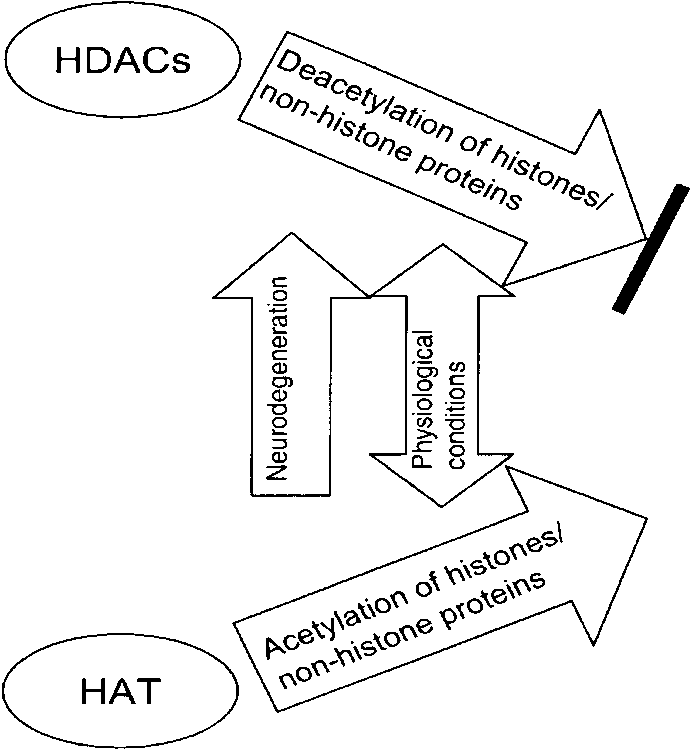 HDACs
Deacetylation of histones/
non-histone proteins
Neurodegeneration
Physiological
conditions
Acetylation of histones/
non-histone proteins
HAT